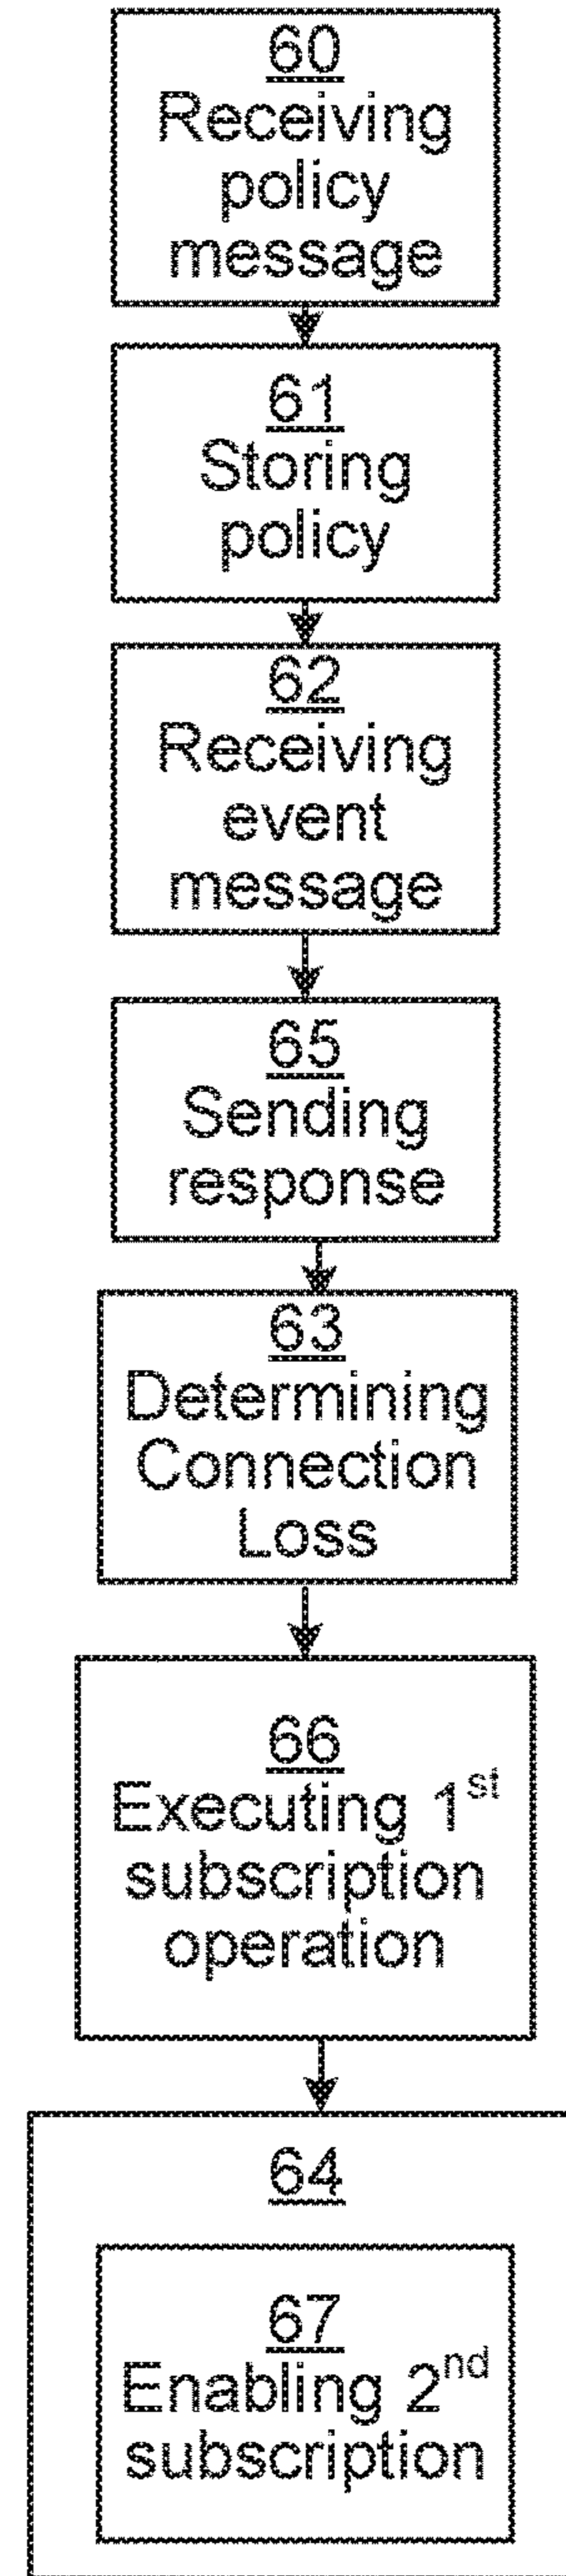 60
Receiving
policy
message
61
Storing
policy
62
Receiving
event
message
65
Sending
response
63
Determining
Connection
Loss
66
Executing 1st
subscription
operation
64
67
Enabling 2nd
subscription